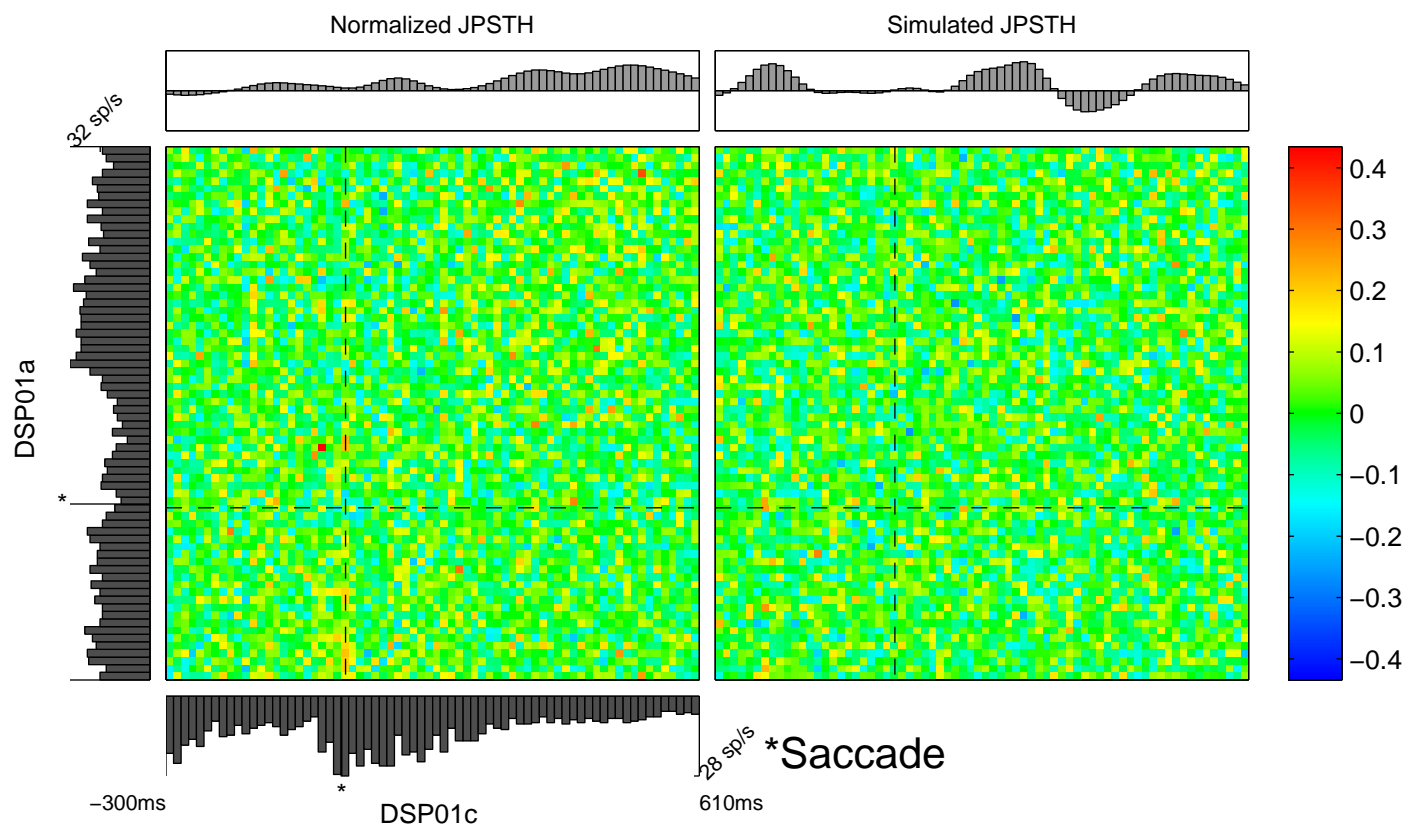 Normalized JPSTH
Simulated JPSTH
32 sp/s
DSP01a
*
0.4
0.3
0.2
0.1
0
−0.1
−0.2
−0.3
−0.4
28 sp/s
*Saccade
*
−300ms
DSP01c
610ms